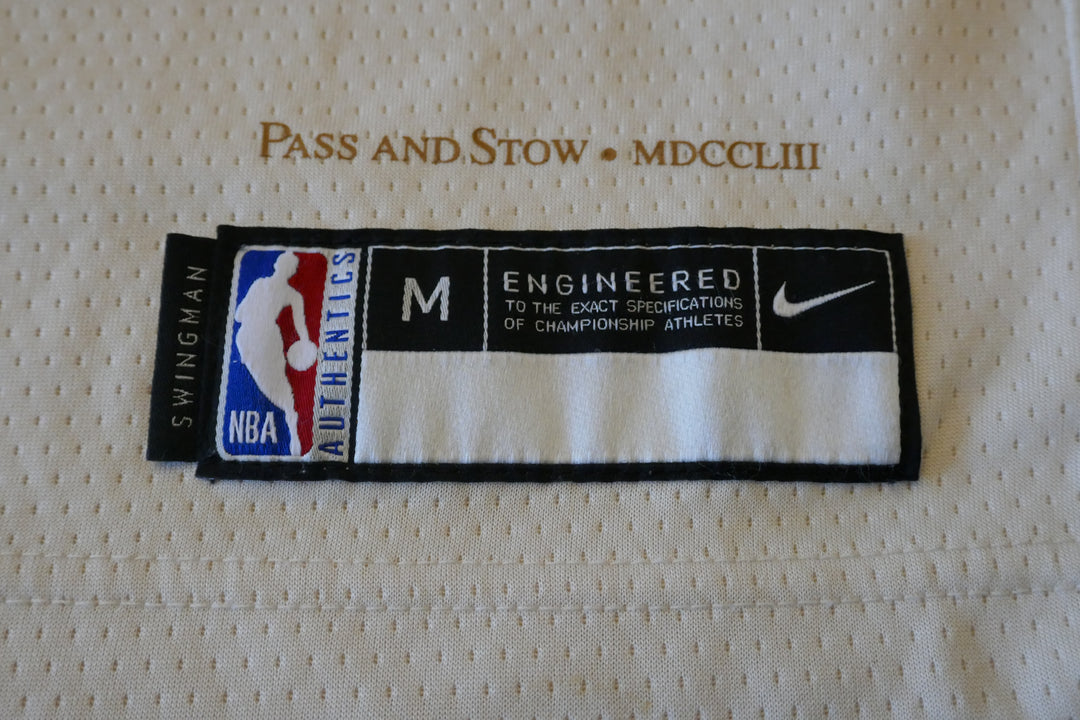 PASS AND STOW • MDCCLIII
SWINGMAN
NBA
AUTHENTICS
M
ENGINEERED
TO THE EXACT SPECIFICATIONS
OF CHAMPIONSHIP ATHLETES